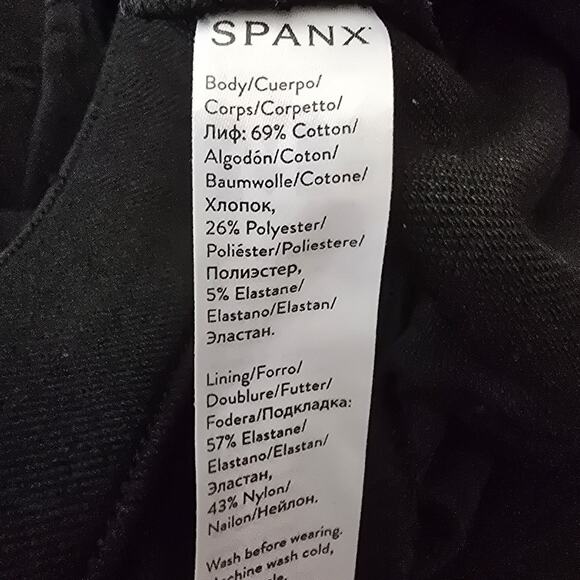 SPANX
Body/Cuerpo/
Corps/Corpetto/
Лиф: 69% Cotton/
Algodón/Coton/
Baumwolle/Cotone/
Хлопок,
26% Polyester/
Poliéster/Poliestere/
Полиэстер,
5% Elastane/
Elastano/Elastan/
Эластан.
Lining/Forro/
Doublure/Futter/
Fodera/Подкладка:
57% Elastane/
Elastano/Elastan/
Эластан,
43% Nylon/
Nailon/Нейлон.
Wash before wearing.
wash cold,